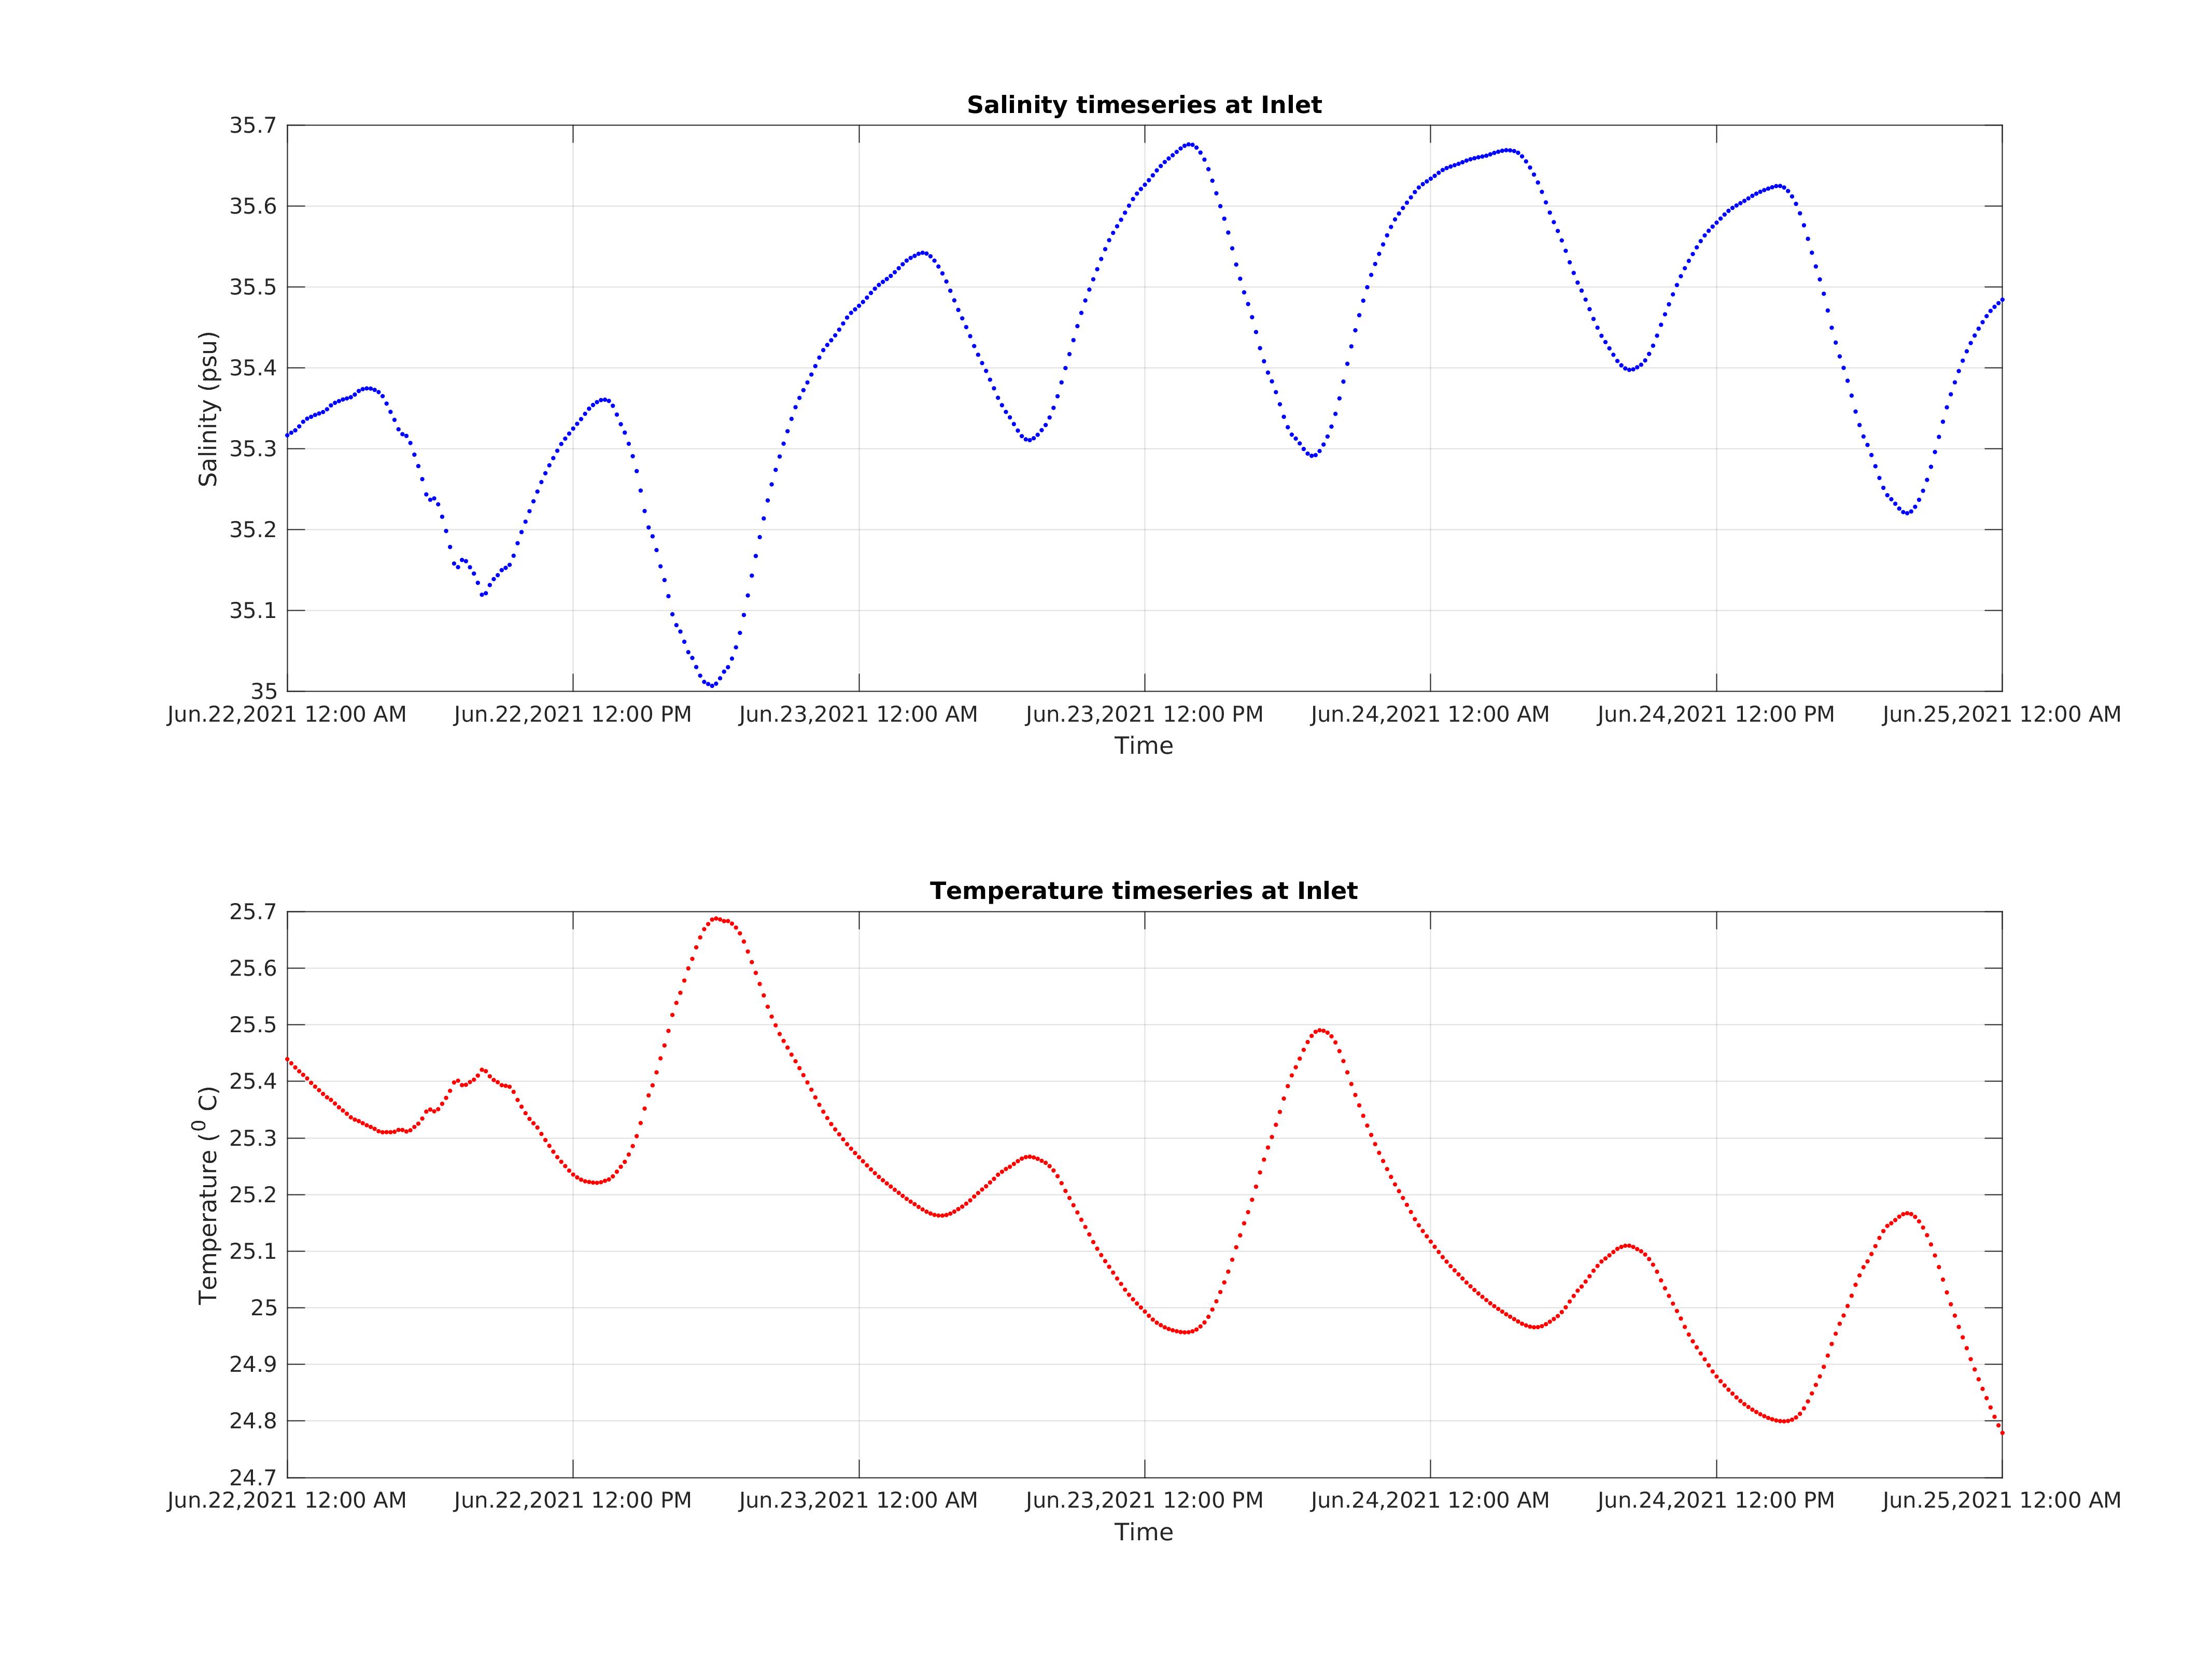 Salinity timeseries at Inlet
35.7
35.6
35.5
35.4
35.3
35.2
35.1
35
Salinity (psu)
Jun.22,2021 12:00 AM Jun.22,2021 12:00 PM Jun.23,2021 12:00 AM Jun.23,2021 12:00 PM Jun.24,2021 12:00 AM Jun.24,2021 12:00 PM Jun.25,2021 12:00 AM
Time
Temperature timeseries at Inlet
25.7
25.6
25.5
25.4
25.3
25.2
25.1
25
24.9
24.8
24.7
Temperature (⁰ C)
Jun.22,2021 12:00 AM Jun.22,2021 12:00 PM Jun.23,2021 12:00 AM Jun.23,2021 12:00 PM Jun.24,2021 12:00 AM Jun.24,2021 12:00 PM Jun.25,2021 12:00 AM
Time